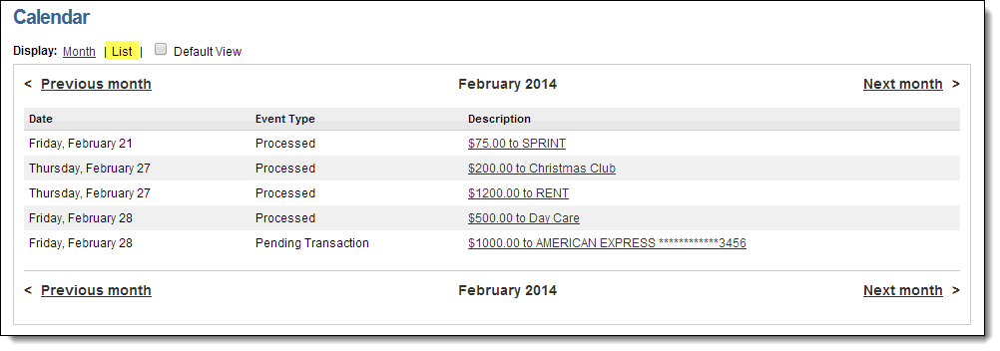 Calendar
Display: Month | List | Default View
< Previous month February 2014 Next month >
Date Event Type Description
Friday, February 21 Processed $75.00 to SPRINT
Thursday, February 27 Processed $200.00 to Christmas Club
Thursday, February 27 Processed $1200.00 to RENT
Friday, February 28 Processed $500.00 to Day Care
Friday, February 28 Pending Transaction $1000.00 to AMERICAN EXPRESS ************3456
< Previous month February 2014 Next month >